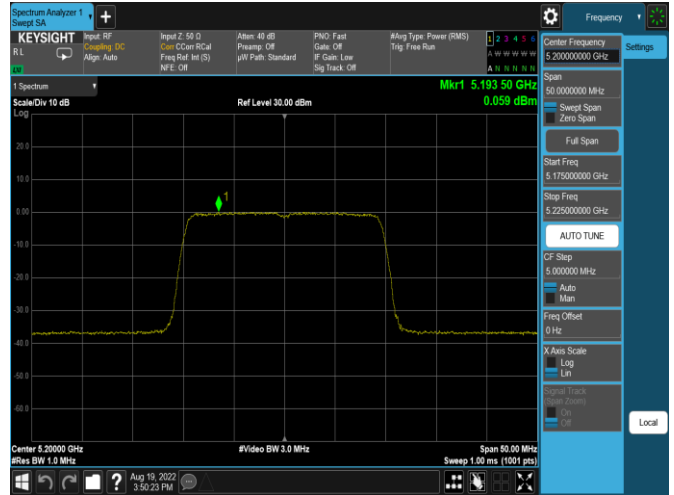 Spectrum Analyzer 1
Swept SA
Frequency
KEYSIGHT
RL
LW
Input: RF
Coupling: DC
Align: Auto
Input Z: 50 Ω
Corr CCorr RCal
Freq Ref: Int (S)
NFE: Off
Atten: 40 dB
Preamp: Off
µW Path: Standard
PNO: Fast
Gate: Off
IF Gain: Low
Sig Track: Off
#Avg Type: Power (RMS)
Trig: Free Run
1 2 3 4 5 6
A W W W W W
A N N N N N
1 Spectrum
Scale/Div 10 dB
Ref Level 30.00 dBm
Mkr1 5.193 50 GHz
0.059 dBm
Log
20.0
10.0
0.00
-10.0
-20.0
-30.0
-40.0
-50.0
-60.0
1
Center 5.20000 GHz
#Res BW 1.0 MHz
#Video BW 3.0 MHz
Span 50.00 MHz
Sweep 1.00 ms (1001 pts)
Aug 19, 2022
3:50:23 PM
Center Frequency
5.200000000 GHz
Span
50.0000000 MHz
Swept Span
Zero Span
Full Span
Start Freq
5.175000000 GHz
Stop Freq
5.225000000 GHz
AUTO TUNE
CF Step
5.000000 MHz
Auto
Man
Freq Offset
0 Hz
X Axis Scale
Log
Lin
Signal Track
(Span Zoom)
On
Off
Settings
Local